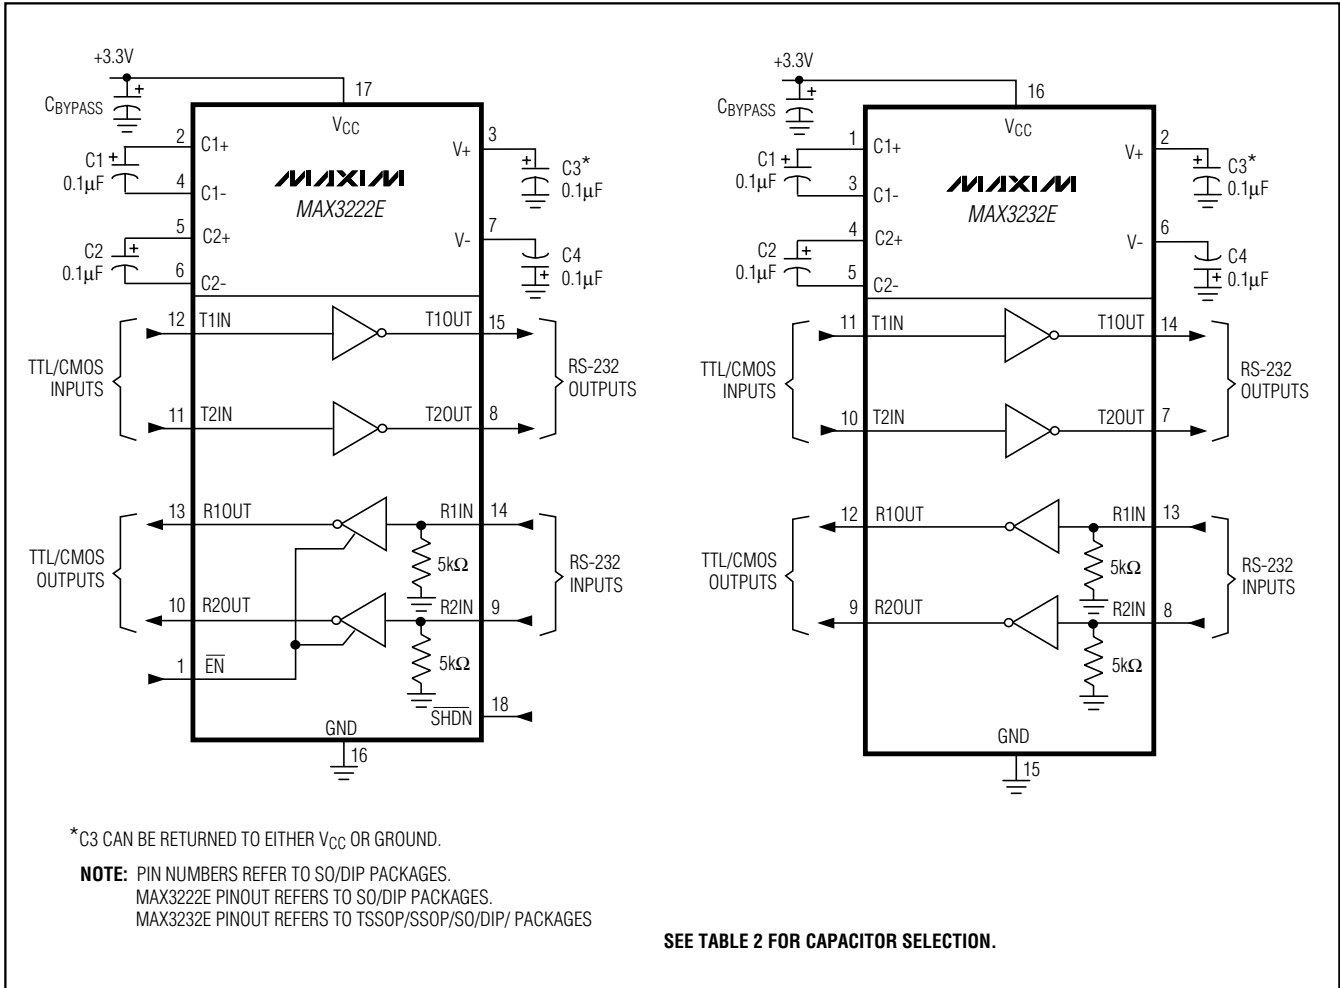 +3.3V
CBYPASS
17
VCC
2
C1+
C1
0.1µF
4
C1-
5
C2+
C2
0.1µF
6
C2-
MAXIM
MAX3222E
3
V+
C3*
0.1µF
7
V-
C4
0.1µF
12
T1IN
T1OUT
15
TTL/CMOS
INPUTS
RS-232
OUTPUTS
11
T2IN
T2OUT
8
13
R1OUT
R1IN
14
TTL/CMOS
OUTPUTS
5kΩ
RS-232
INPUTS
10
R2OUT
R2IN
9
5kΩ
1
EN
SHDN
18
GND
16
+3.3V
CBYPASS
16
VCC
1
C1+
C1
0.1µF
3
C1-
4
C2+
C2
0.1µF
5
C2-
MAXIM
MAX3232E
2
V+
C3*
0.1µF
6
V-
C4
0.1µF
11
T1IN
T1OUT
14
TTL/CMOS
INPUTS
RS-232
OUTPUTS
10
T2IN
T2OUT
7
12
R1OUT
R1IN
13
TTL/CMOS
OUTPUTS
5kΩ
RS-232
INPUTS
9
R2OUT
R2IN
8
5kΩ
GND
15
*C3 CAN BE RETURNED TO EITHER VCC OR GROUND.
NOTE: PIN NUMBERS REFER TO SO/DIP PACKAGES.
MAX3222E PINOUT REFERS TO SO/DIP PACKAGES.
MAX3232E PINOUT REFERS TO TSSOP/SSOP/SO/DIP/ PACKAGES
SEE TABLE 2 FOR CAPACITOR SELECTION.